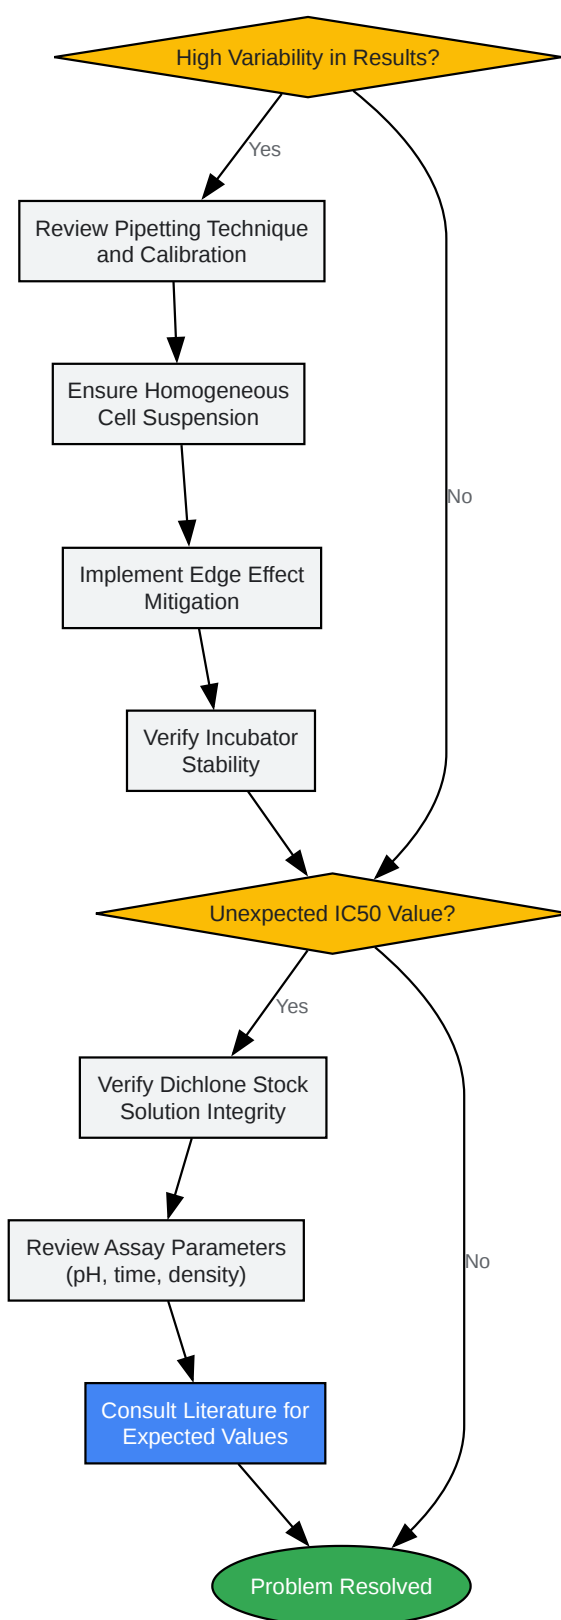 High Variability in Results?
Yes
Review Pipetting Technique
and Calibration
Ensure Homogeneous
Cell Suspension
No
Implement Edge Effect
Mitigation
Verify Incubator
Stability
Unexpected IC50 Value?
Yes
Verify Dichlone Stock
Solution Integrity
Review Assay Parameters
(pH, time, density)
No
Consult Literature for
Expected Values
Problem Resolved